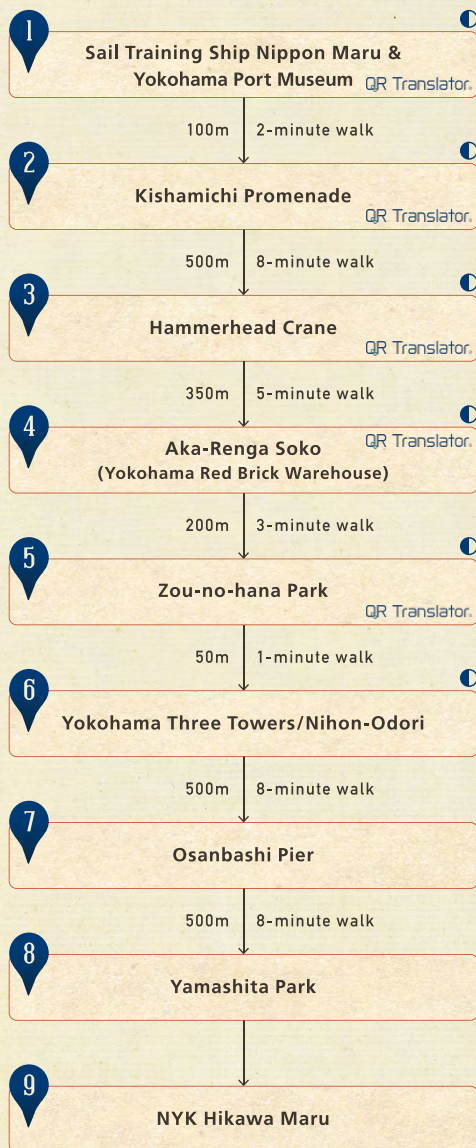 1
Sail Training Ship Nippon Maru &
Yokohama Port Museum
QR Translator
100m 2-minute walk
2
Kishamichi Promenade
QR Translator
500m 8-minute walk
3
Hammerhead Crane
QR Translator
350m 5-minute walk
4
Aka-Renga Soko
QR Translator
(Yokohama Red Brick Warehouse)
200m 3-minute walk
5
Zou-no-hana Park
QR Translator
50m 1-minute walk
6
Yokohama Three Towers/Nihon-Odori
500m 8-minute walk
7
Osanbashi Pier
500m 8-minute walk
8
Yamashita Park
9
NYK Hikawa Maru